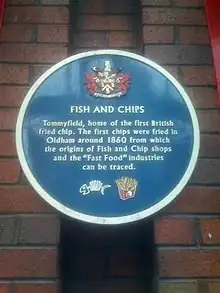 FISH AND CHIPS
Tommyfield, home of the first British
fried chip. The first chips were fried in
Oldham around 1860 from which
the origins of Fish and Chip shops
and the "Fast Food" industries
can be traced.